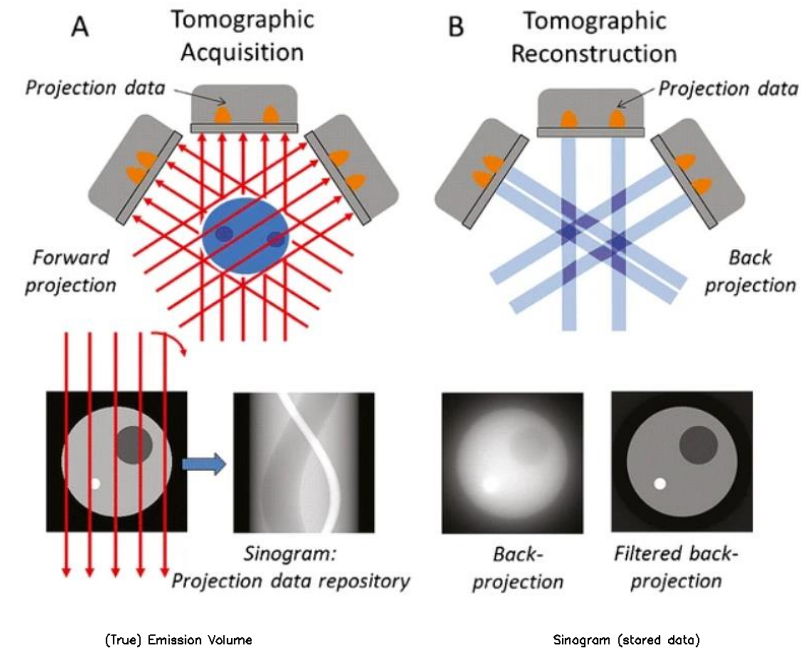 A
Tomographic
Acquisition
Projection data
Forward
projection
Sinogram:
Projection data repository
(True) Emission Volume
B
Tomographic
Reconstruction
Projection data
Back
projection
Back-
projection
Filtered back-
projection
Sinogram (stored data)